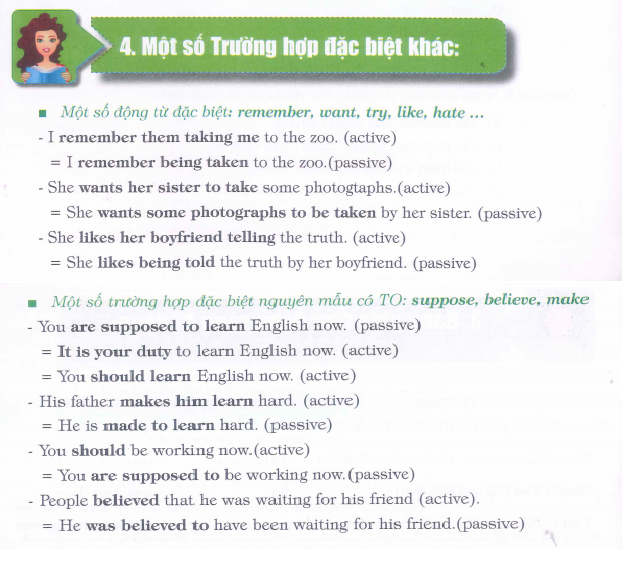 4. Một số Trường hợp đặc biệt khác:
▪ Một số động từ đặc biệt: remember, want, try, like, hate ...
- I remember them taking me to the zoo. (active)
= I remember being taken to the zoo.(passive)
- She wants her sister to take some photogtaphs.(active)
= She wants some photographs to be taken by her sister. (passive)
- She likes her boyfriend telling the truth. (active)
= She likes being told the truth by her boyfriend. (passive)
▪ Một số trường hợp đặc biệt nguyên mẫu có TO: suppose, believe, make
- You are supposed to learn English now. (passive)
= It is your duty to learn English now. (active)
= You should learn English now. (active)
- His father makes him learn hard. (active)
= He is made to learn hard. (passive)
- You should be working now.(active)
= You are supposed to be working now.(passive)
- People believed that he was waiting for his friend (active).
= He was believed to have been waiting for his friend.(passive)